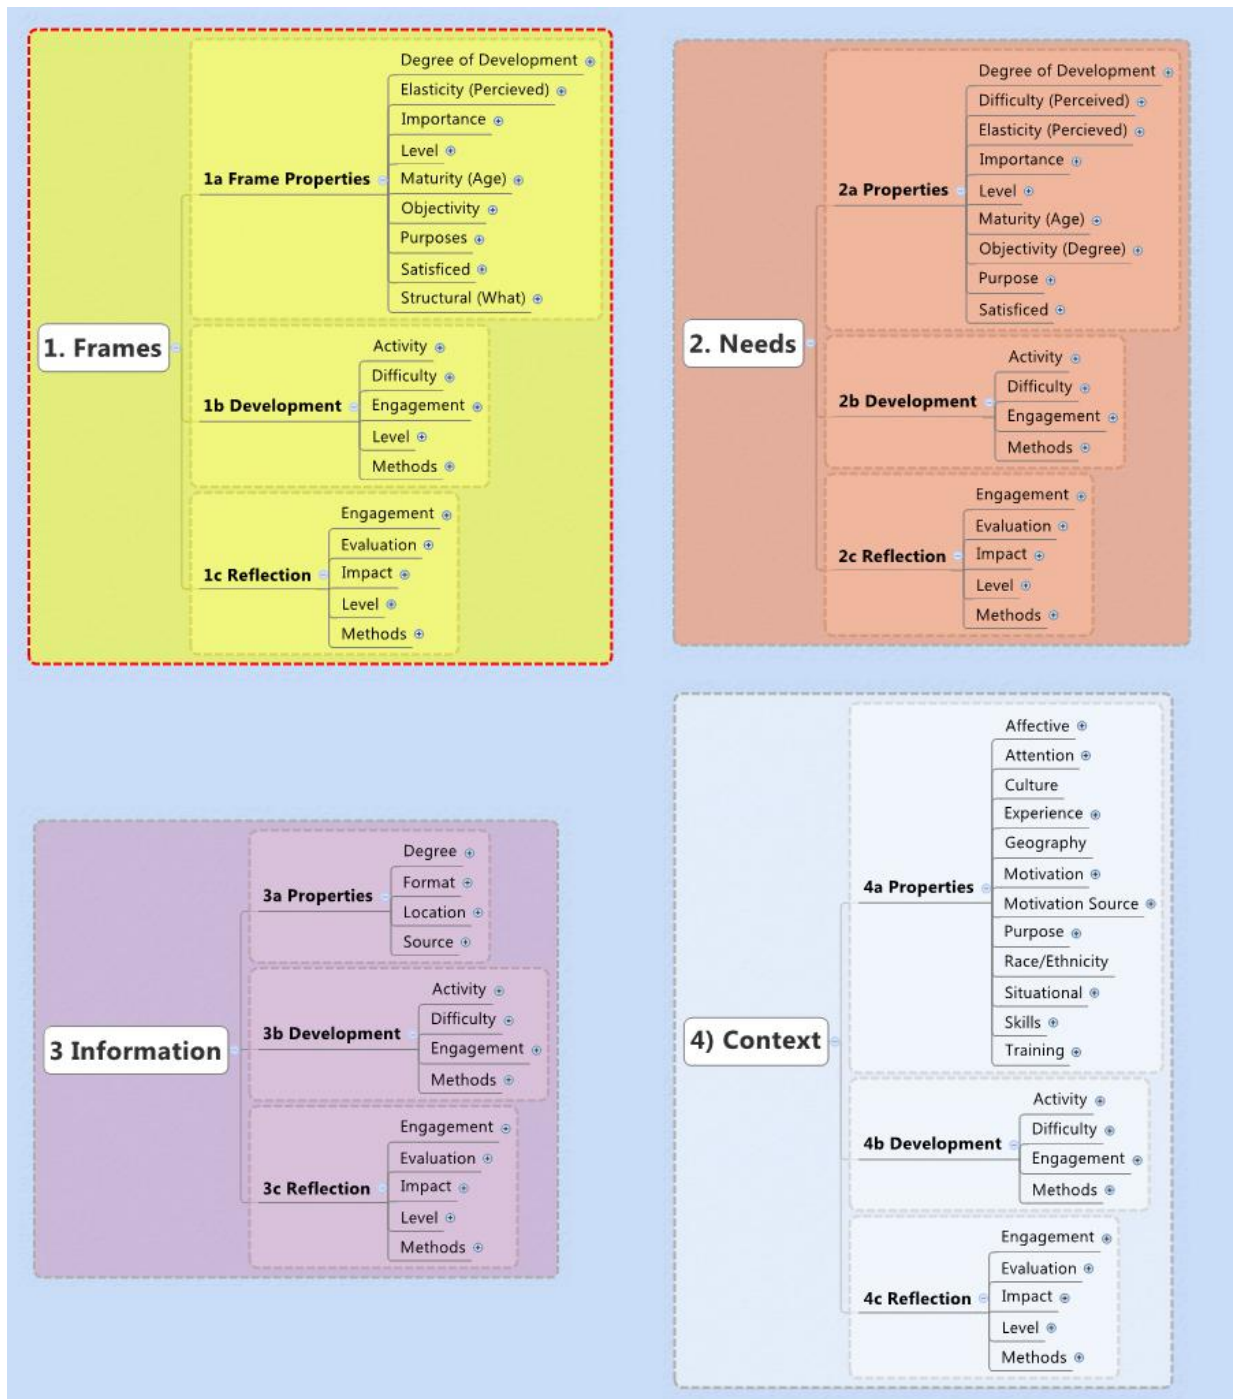 1. Frames
1a Frame Properties
Degree of Development
Elasticity (Percieved)
Importance
Level
Maturity (Age)
Objectivity
Purposes
Satisficed
Structural (What)
1b Development
Activity
Difficulty
Engagement
Level
Methods
1c Reflection
Engagement
Evaluation
Impact
Level
Methods
2. Needs
2a Properties
Degree of Development
Difficulty (Perceived)
Elasticity (Percieved)
Importance
Level
Maturity (Age)
Objectivity (Degree)
Purpose
Satisficed
2b Development
Activity
Difficulty
Engagement
Methods
2c Reflection
Engagement
Evaluation
Impact
Level
Methods
3 Information
3a Properties
Degree
Format
Location
Source
3b Development
Activity
Difficulty
Engagement
Methods
3c Reflection
Engagement
Evaluation
Impact
Level
Methods
4) Context
4a Properties
Affective
Attention
Culture
Experience
Geography
Motivation
Motivation Source
Purpose
Race/Ethnicity
Situational
Skills
Training
4b Development
Activity
Difficulty
Engagement
Methods
4c Reflection
Engagement
Evaluation
Impact
Level
Methods